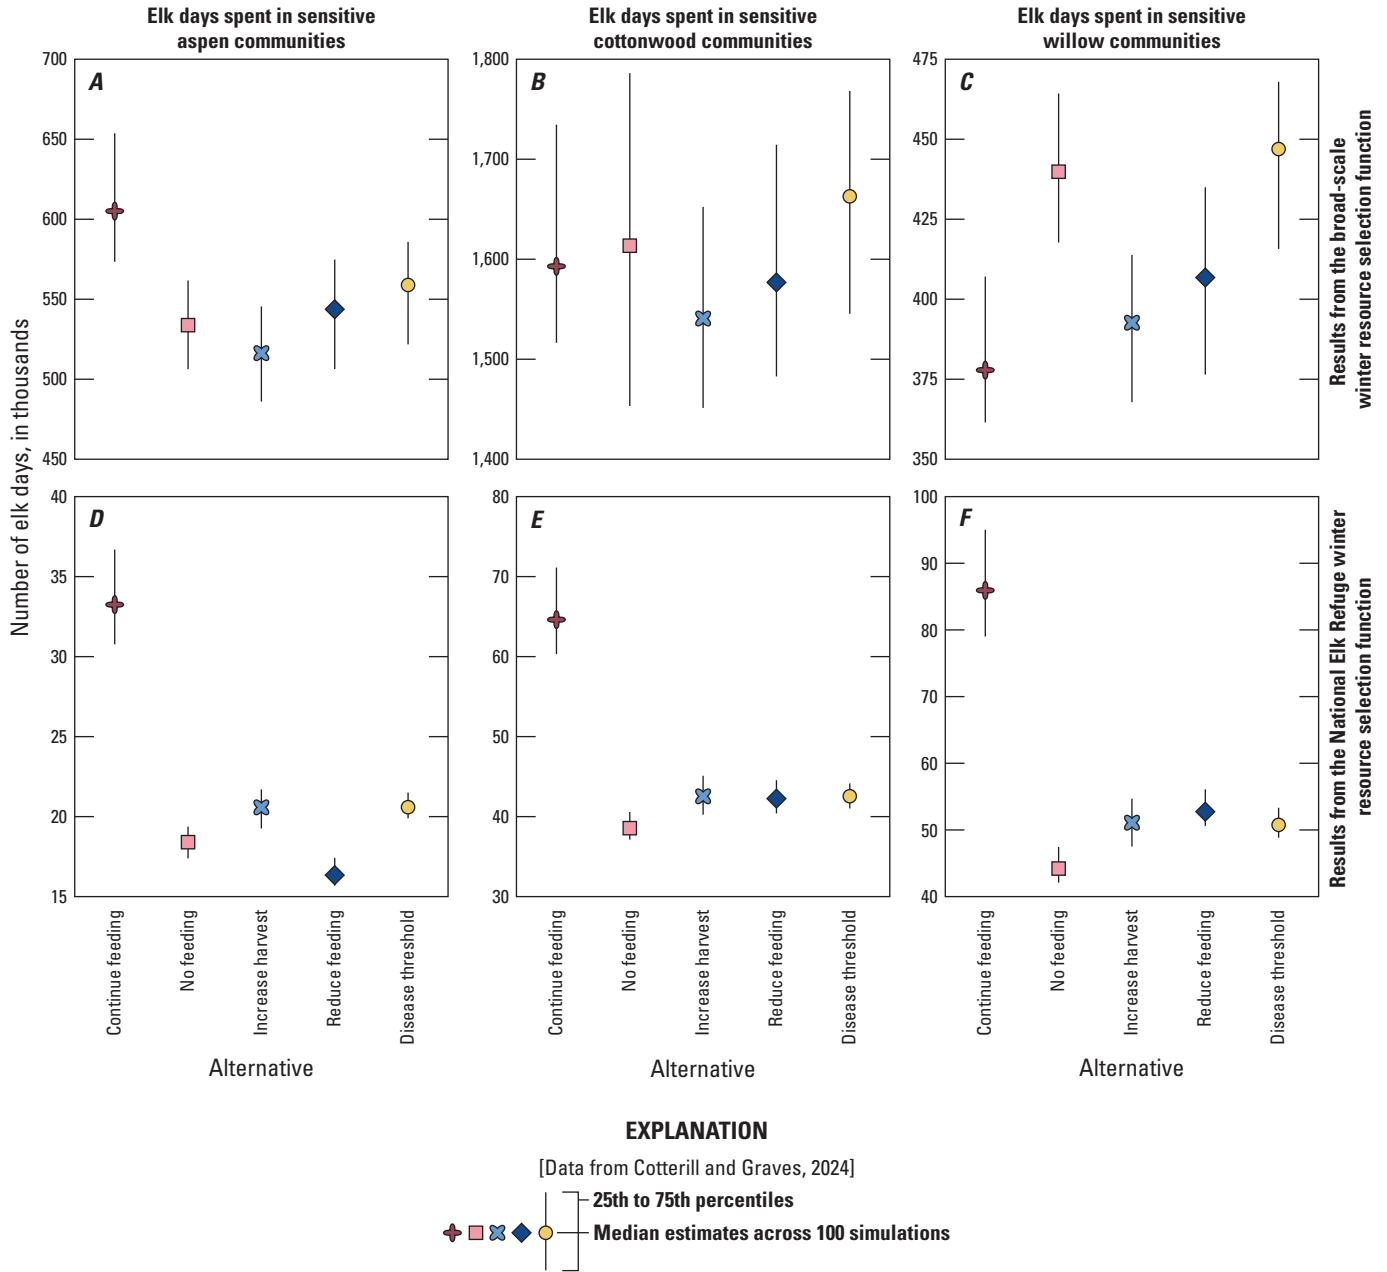 Elk days spent in sensitive
aspen communities
Elk days spent in sensitive
cottonwood communities
Elk days spent in sensitive
willow communities
Number of elk days, in thousands
A
700
650
600
550
500
450
B
1,800
1,700
1,600
1,500
1,400
C
475
450
425
400
375
350
Results from the broad-scale
winter resource selection function
D
40
35
30
25
20
15
E
80
70
60
50
40
30
F
100
90
80
70
60
50
40
Results from the National Elk Refuge winter
resource selection function
Continue feeding
No feeding
Increase harvest
Reduce feeding
Disease threshold
Alternative
Continue feeding
No feeding
Increase harvest
Reduce feeding
Disease threshold
Alternative
Continue feeding
No feeding
Increase harvest
Reduce feeding
Disease threshold
Alternative
EXPLANATION
[Data from Cotterill and Graves, 2024]
25th to 75th percentiles
Median estimates across 100 simulations